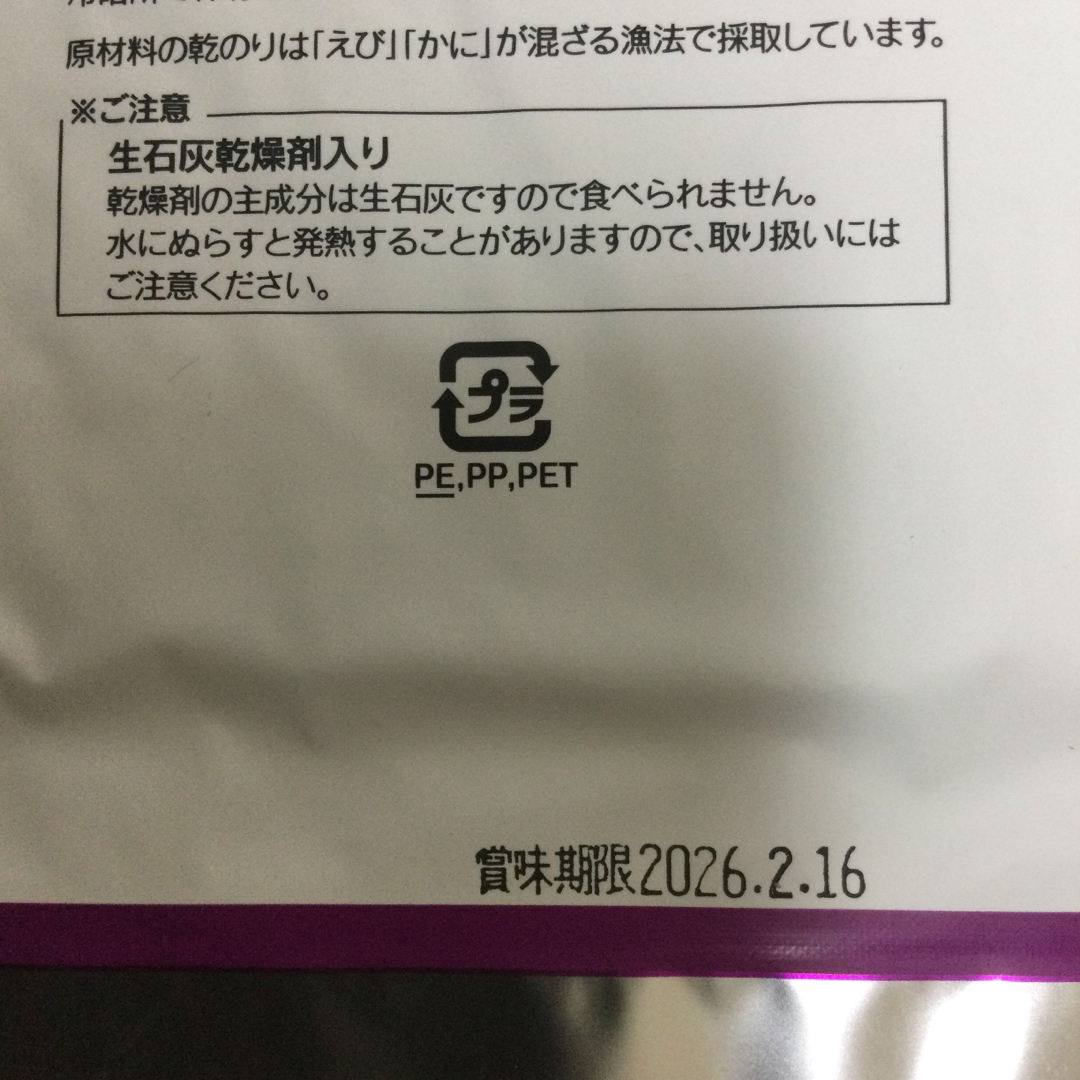 原材料の乾のりは「えび」「かに」が混ざる漁法で採取しています。
※ご注意
生石灰乾燥剤入り
乾燥剤の主成分は生石灰ですので食べられません。
水にぬらすと発熱することがありますので、取り扱いには
ご注意ください。
プラ
PE,PP,PET
賞味期限2026.2.16